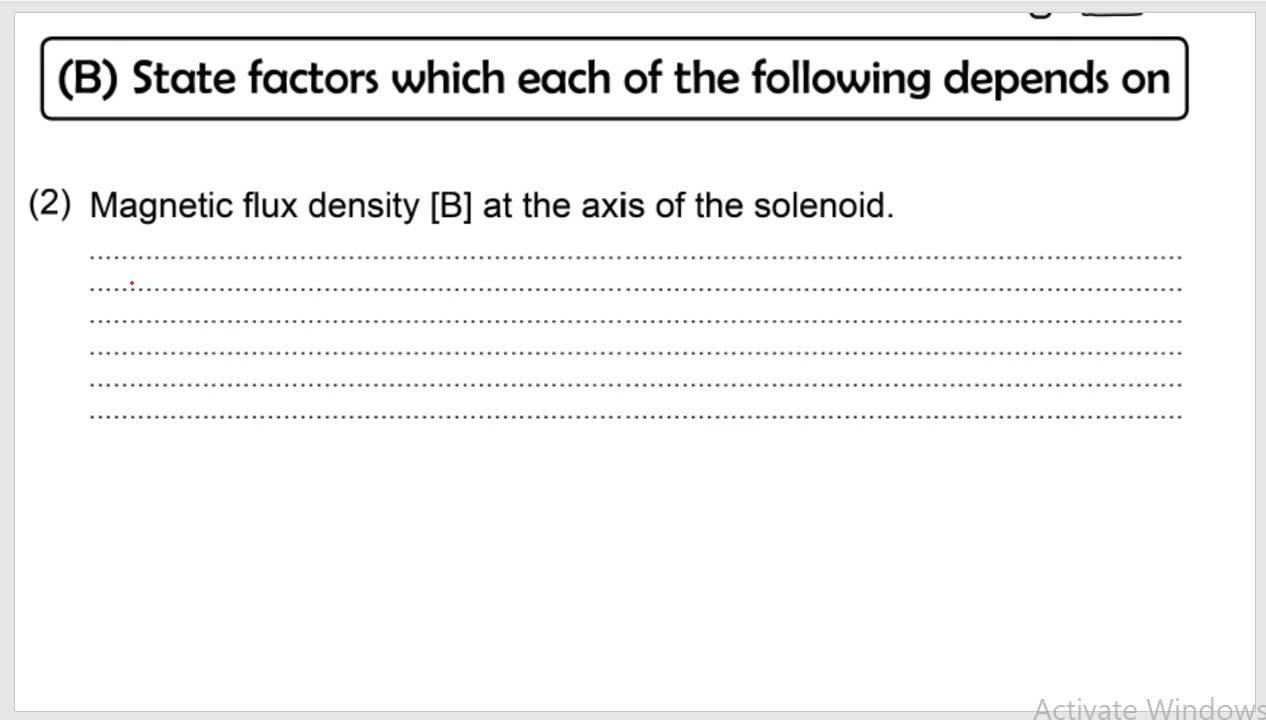 (B) State factors which each of the following depends on
(2) Magnetic flux density [B] at the axis of the solenoid.
Activate Windows